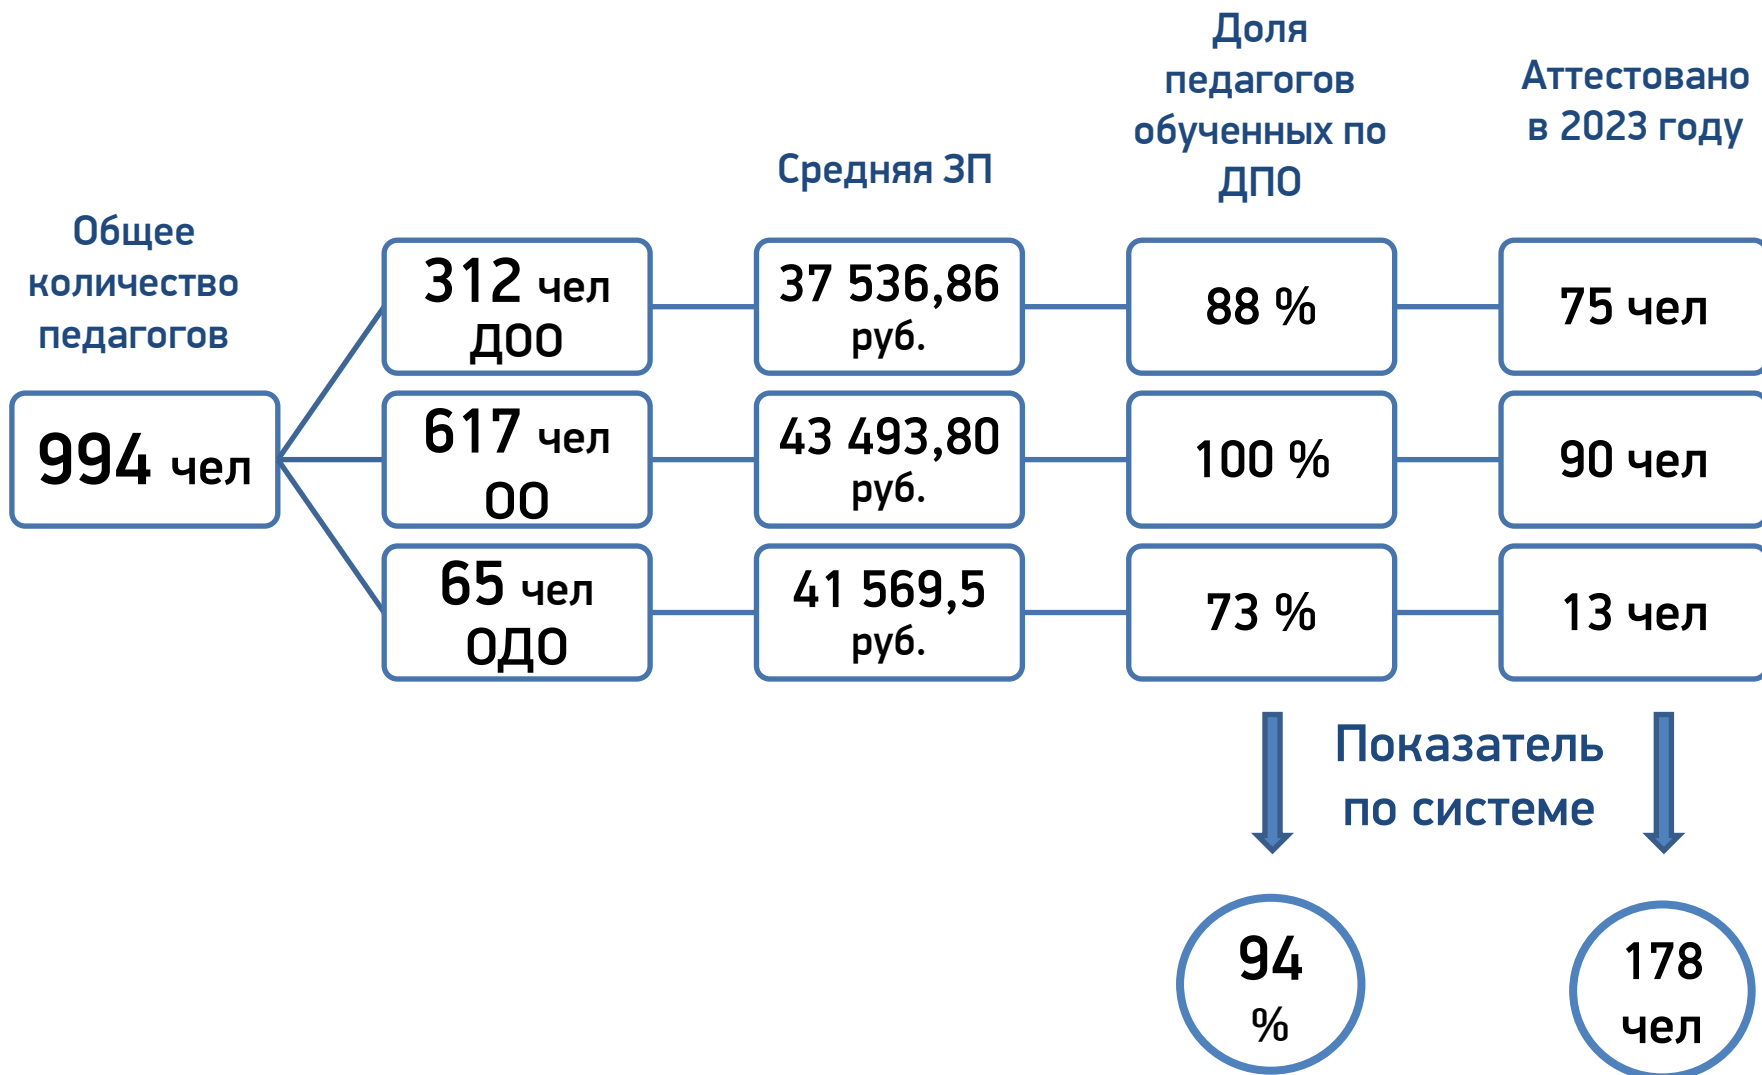 Общее
количество
педагогов
994 чел
312 чел
ДОО
617 чел
ОО
65 чел
ОДО
Средняя ЗП
37 536,86
руб.
43 493,80
руб.
41 569,5
руб.
Доля
педагогов
обученных по
ДПО
88 %
100 %
73 %
Аттестовано
в 2023 году
75 чел
90 чел
13 чел
Показатель
по системе
94
%
178
чел